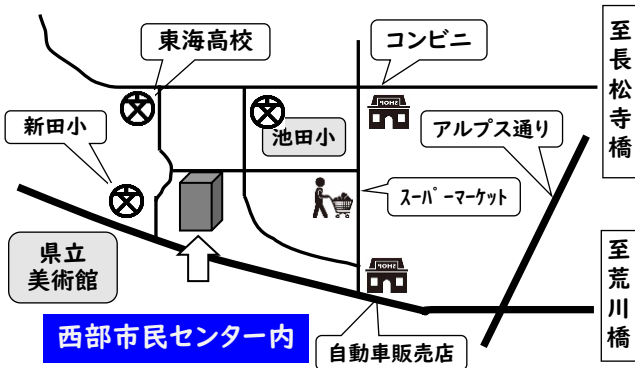 東海高校
コンビニ
至長松寺橋
新田小
池田小
アルプス通り
スーパーマーケット
SHOP
県立
美術館
SHOP
至荒川橋
西部市民センター内
自動車販売店